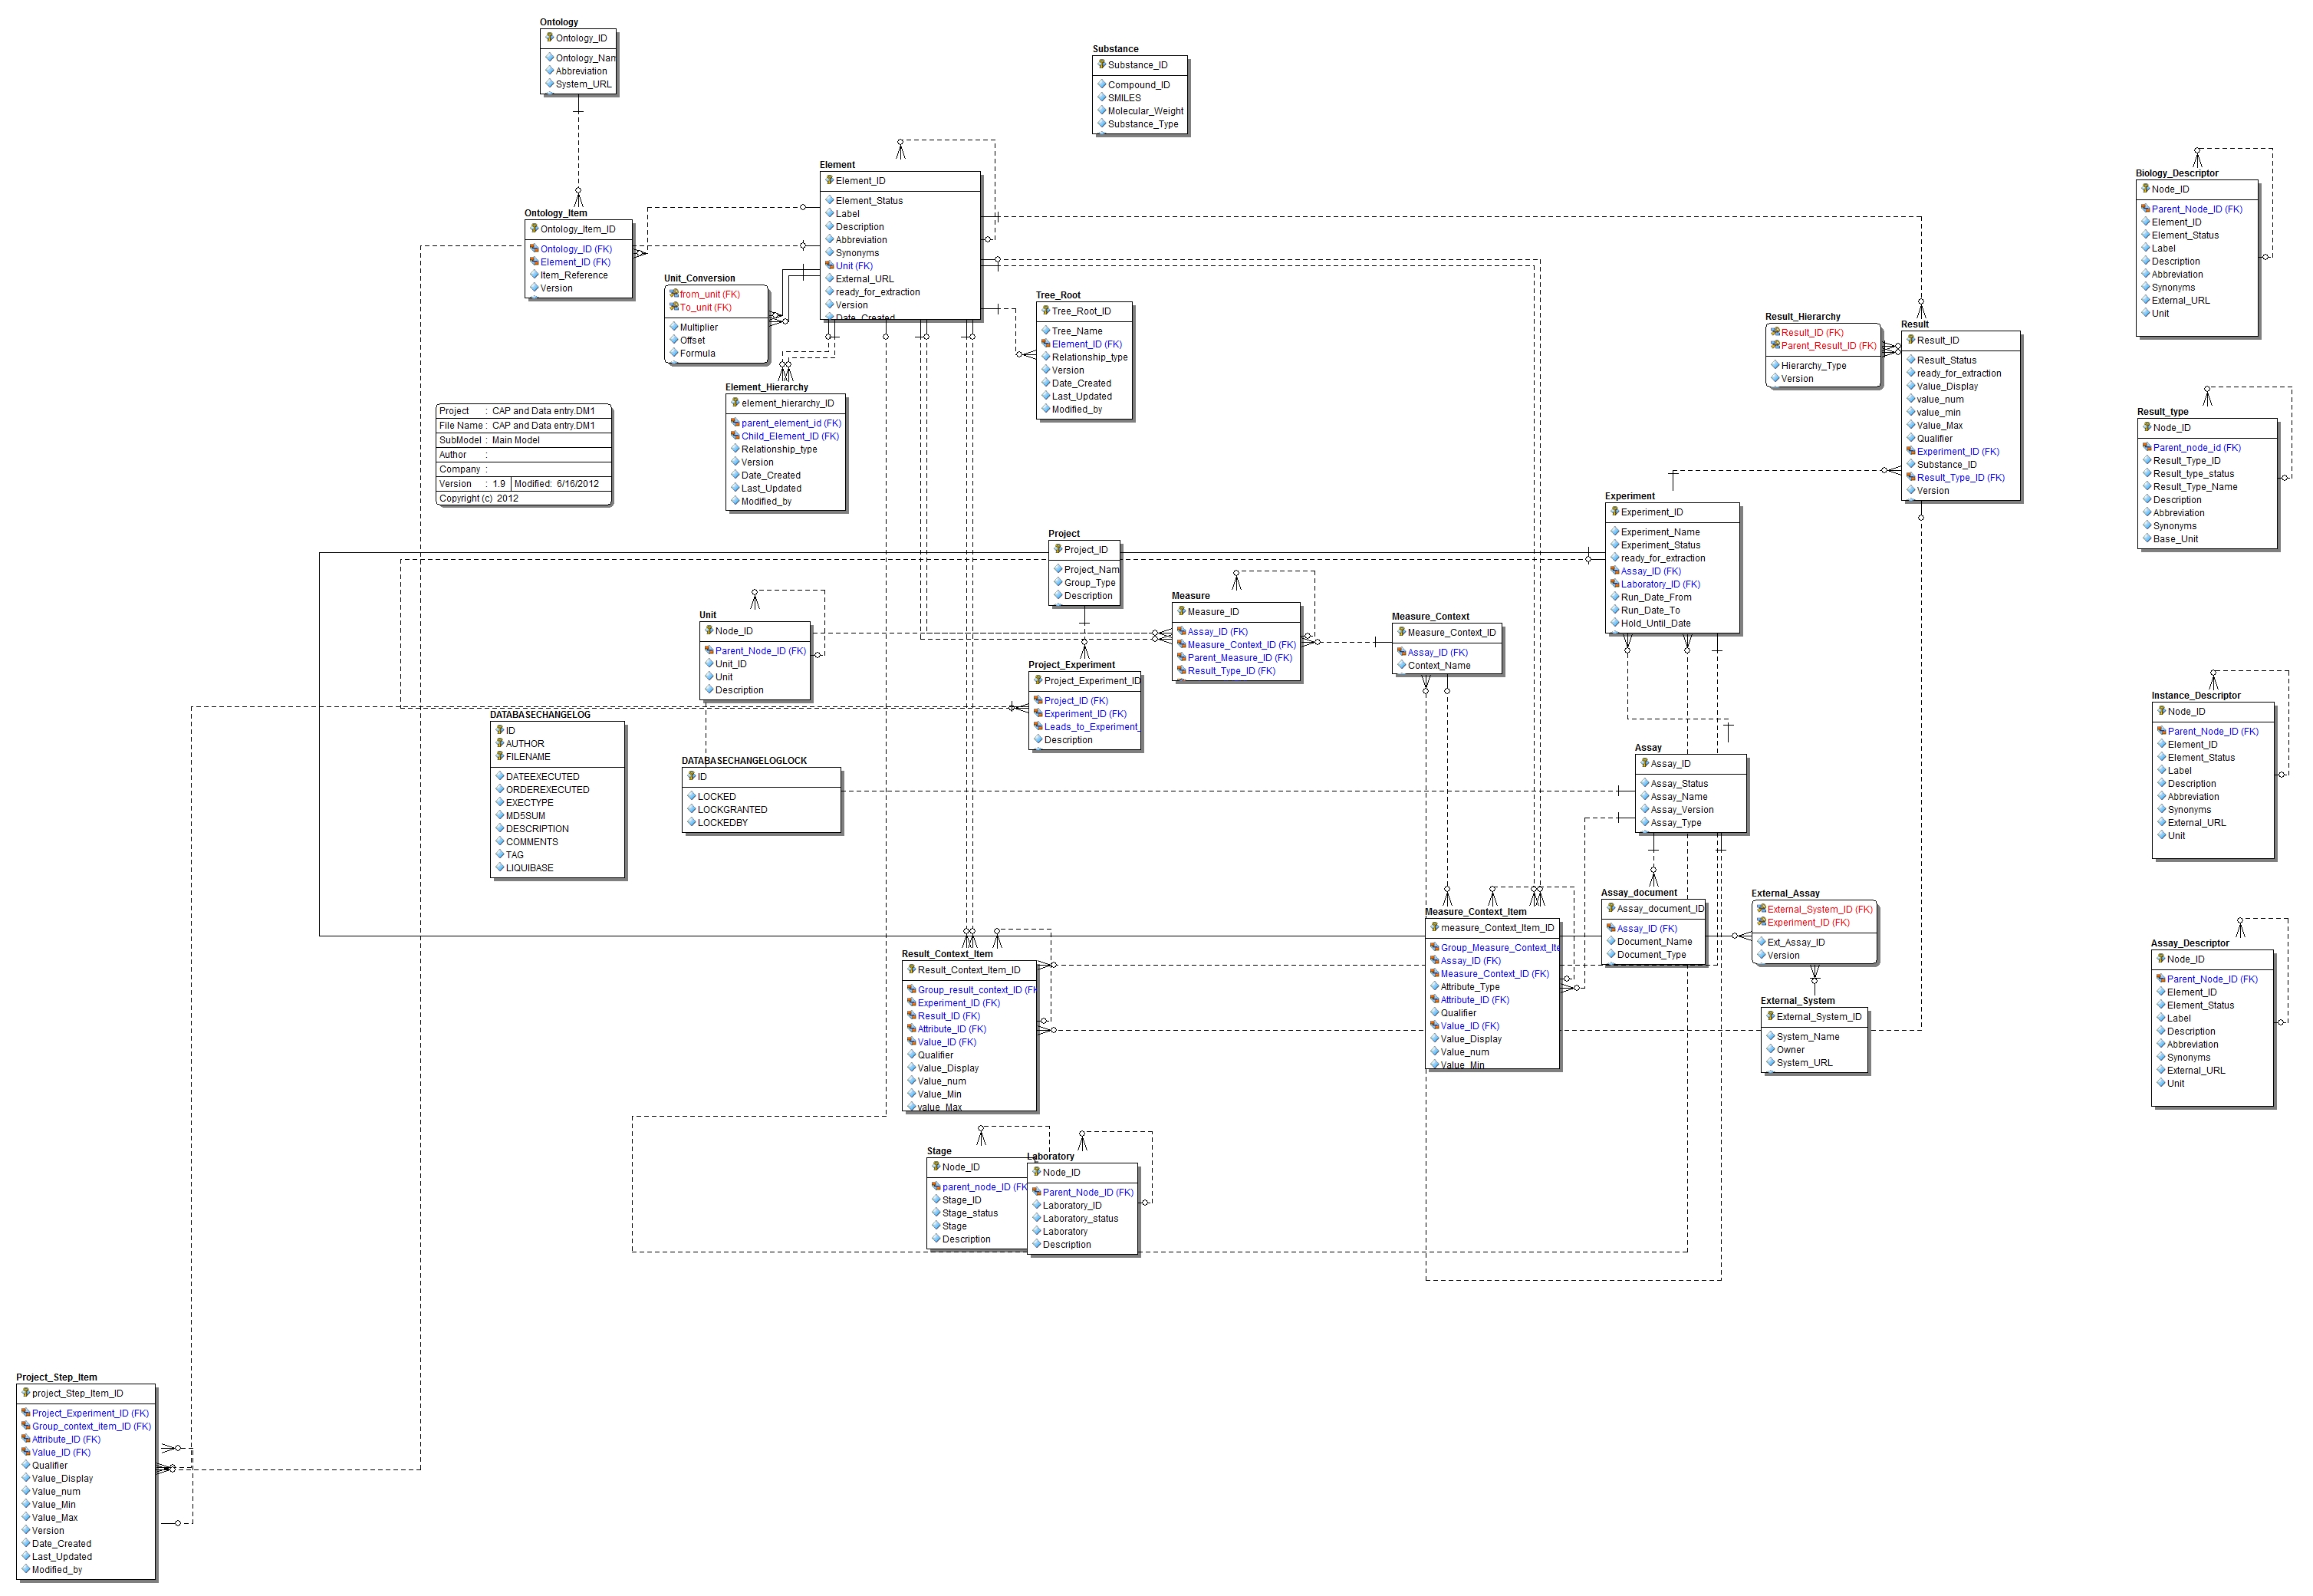 Ontology
Ontology_ID
Ontology_Nam
Abbreviation
System_URL
Substance
Substance_ID
Compound_ID
SMILES
Molecular_Weight
Substance_Type
Element
Element_ID
Element_Status
Label
Description
Abbreviation
Synonyms
Unit (FK)
External_URL
ready_for_extraction
Version
Date_Created
Ontology_Item
Ontology_Item_ID
Ontology_ID (FK)
Element_ID (FK)
Item_Reference
Version
Unit_Conversion
from_unit (FK)
To_unit (FK)
Multiplier
Offset
Formula
Tree_Root
Tree_Root_ID
Tree_Name
Element_ID (FK)
Relationship_type
Version
Date_Created
Last_Updated
Modified_by
Element_Hierarchy
element_hierarchy_ID
parent_element_id (FK)
Child_Element_ID (FK)
Relationship_type
Version
Date_Created
Last_Updated
Modified_by
Project : CAP and Data entry.DM1
File Name : CAP and Data entry.DM1
SubModel : Main Model
Author :
Company :
Version : 1.9 Modified: 6/16/2012
Copyright (c) 2012
Biology_Descriptor
Node_ID
Parent_Node_ID (FK)
Element_ID
Element_Status
Label
Description
Abbreviation
Synonyms
External_URL
Unit
Result_Hierarchy
Result_ID (FK)
Parent_Result_ID (FK)
Hierarchy_Type
Version
Result
Result_ID
Result_Status
ready_for_extraction
Value_Display
value_num
value_min
Value_Max
Qualifier
Experiment_ID (FK)
Substance_ID
Result_Type_ID (FK)
Version
Result_type
Node_ID
Parent_node_id (FK)
Result_Type_ID
Result_type_status
Result_Type_Name
Description
Abbreviation
Synonyms
Base_Unit
Experiment
Experiment_ID
Experiment_Name
Experiment_Status
ready_for_extraction
Assay_ID (FK)
Laboratory_ID (FK)
Run_Date_From
Run_Date_To
Hold_Until_Date
Project
Project_ID
Project_Nam
Group_Type
Description
Measure
Measure_ID
Assay_ID (FK)
Measure_Context_ID (FK)
Parent_Measure_ID (FK)
Result_Type_ID (FK)
Measure_Context
Measure_Context_ID
Assay_ID (FK)
Context_Name
Unit
Node_ID
Parent_Node_ID (FK)
Unit_ID
Unit
Description
Project_Experiment
Project_Experiment_ID
Project_ID (FK)
Experiment_ID (FK)
Leads_to_Experiment_
Description
DATABASECHANGELOG
ID
AUTHOR
FILENAME
DATEEXECUTED
ORDEREXECUTED
EXECTYPE
MD5SUM
DESCRIPTION
COMMENTS
TAG
LIQUIBASE
DATABASECHANGELOGLOCK
ID
LOCKED
LOCKGRANTED
LOCKEDBY
Assay
Assay_ID
Assay_Status
Assay_Name
Assay_Version
Assay_Type
Instance_Descriptor
Node_ID
Parent_Node_ID (FK)
Element_ID
Element_Status
Label
Description
Abbreviation
Synonyms
External_URL
Unit
Assay_document
Assay_document_ID
Assay_ID (FK)
Document_Name
Document_Type
External_Assay
External_System_ID (FK)
Experiment_ID (FK)
Ext_Assay_ID
Version
External_System
External_System_ID
System_Name
Owner
System_URL
Measure_Context_Item
measure_Context_Item_ID
Group_Measure_Context_Ite
Assay_ID (FK)
Measure_Context_ID (FK)
Attribute_Type
Attribute_ID (FK)
Qualifier
Value_ID (FK)
Value_Display
Value_num
Value_Min
Result_Context_Item
Result_Context_Item_ID
Group_result_context_ID (FK
Experiment_ID (FK)
Result_ID (FK)
Attribute_ID (FK)
Value_ID (FK)
Qualifier
Value_Display
Value_num
Value_Min
value_Max
Assay_Descriptor
Node_ID
Parent_Node_ID (FK)
Element_ID
Element_Status
Label
Description
Abbreviation
Synonyms
External_URL
Unit
Stage
Node_ID
parent_node_ID (FK
Stage_ID
Stage_status
Stage
Description
Laboratory
Node_ID
Parent_Node_ID (FK)
Laboratory_ID
Laboratory_status
Laboratory
Description
Project_Step_Item
project_Step_Item_ID
Project_Experiment_ID (FK)
Group_context_item_ID (FK)
Attribute_ID (FK)
Value_ID (FK)
Qualifier
Value_Display
Value_num
Value_Min
Value_Max
Version
Date_Created
Last_Updated
Modified_by